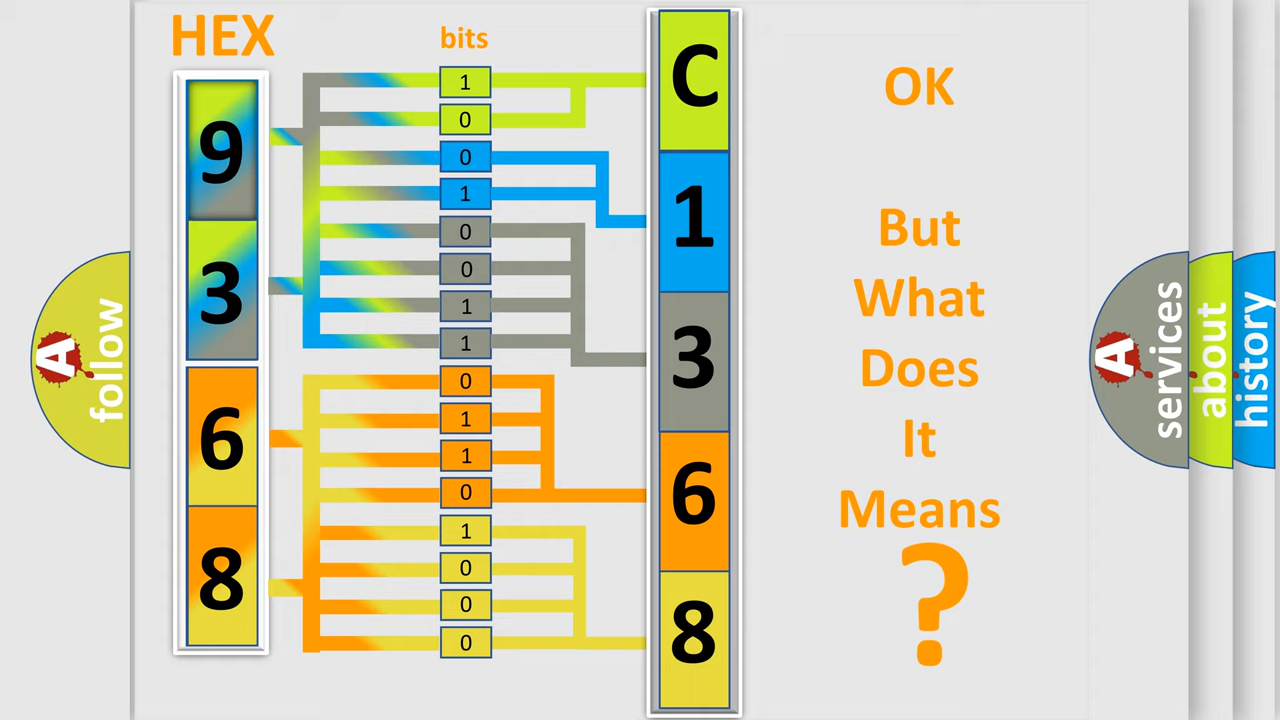 HEX
bits
9
3
6
8
1
0
0
1
0
0
1
1
0
1
1
0
1
0
0
0
C
1
3
6
8
OK
But
What
Does
It
Means
?
A
follow
A
services
about
history